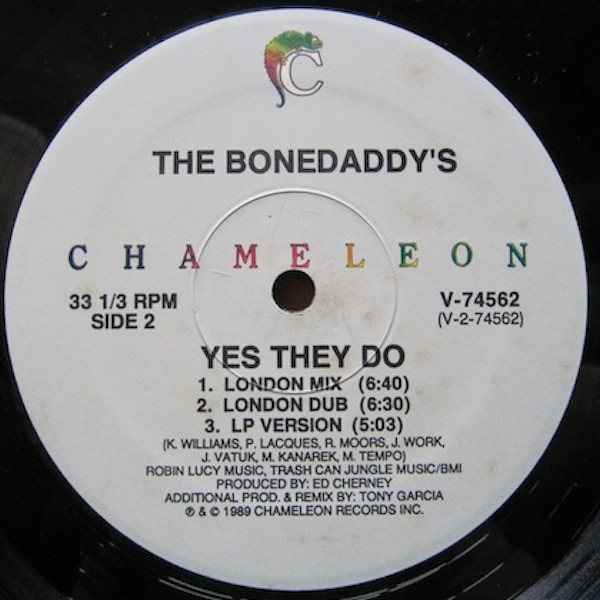 C
THE BONEDADDY'S
CHAMELEON
33 1/3 RPM
SIDE 2
V-74562
(V-2-74562)
YES THEY DO
1. LONDON MIX (6:40)
2. LONDON DUB (6:30)
3. LP VERSION (5:03)
(K. WILLIAMS, P. LACQUES, R. MOORS, J. WORK,
J. VATUK, M. KANAREK, M. TEMPO)
ROBIN LUCY MUSIC, TRASH CAN JUNGLE MUSIC/BMI
PRODUCED BY: ED CHERNEY
ADDITIONAL PROD. & REMIX BY: TONY GARCIA
℗ & © 1989 CHAMELEON RECORDS INC.